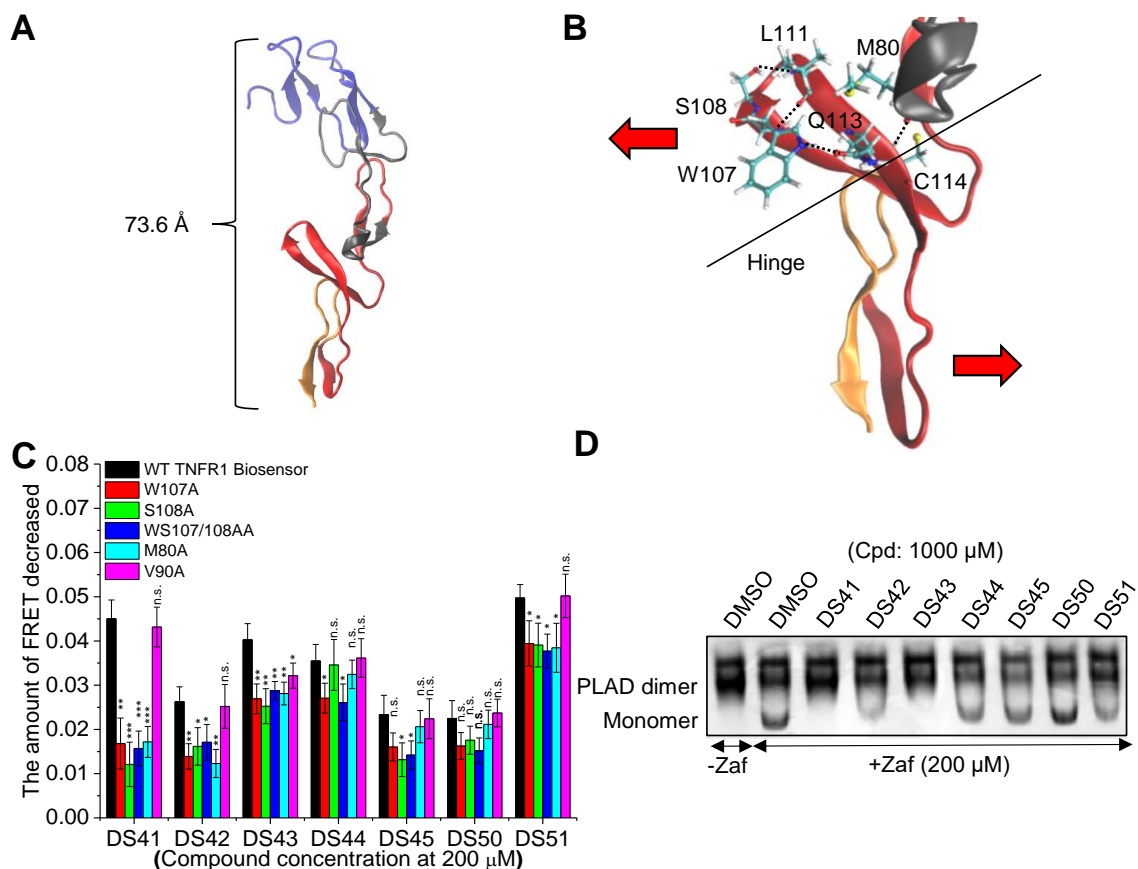 A
73.6 Å
B
L111
M80
S108
Q113
W107
C114
Hinge
C
The amount of FRET decreased
0.08
0.07
0.06
0.05
0.04
0.03
0.02
0.01
0.00
WT TNFR1 Biosensor
W107A
S108A
WS107/108AA
M80A
V90A
** *** *** *** n.s.
** * * ** n.s.
** ** ** ** *
* n.s. * n.s. n.s.
n.s. * * n.s. n.s.
n.s. n.s. n.s. n.s. n.s.
* * * * n.s.
DS41 DS42 DS43 DS44 DS45 DS50 DS51
(Compound concentration at 200 μM)
D
(Cpd: 1000 µM)
DMSO DMSO DS41 DS42 DS43 DS44 DS45 DS50 DS51
PLAD dimer
Monomer
-Zaf +Zaf (200 µM)